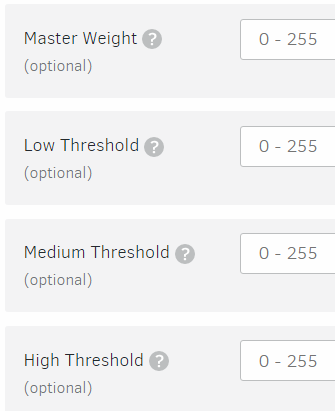 Master Weight ?
0 - 255
(optional)
Low Threshold ?
0 - 255
(optional)
Medium Threshold ?
0 - 255
(optional)
High Threshold ?
0 - 255
(optional)